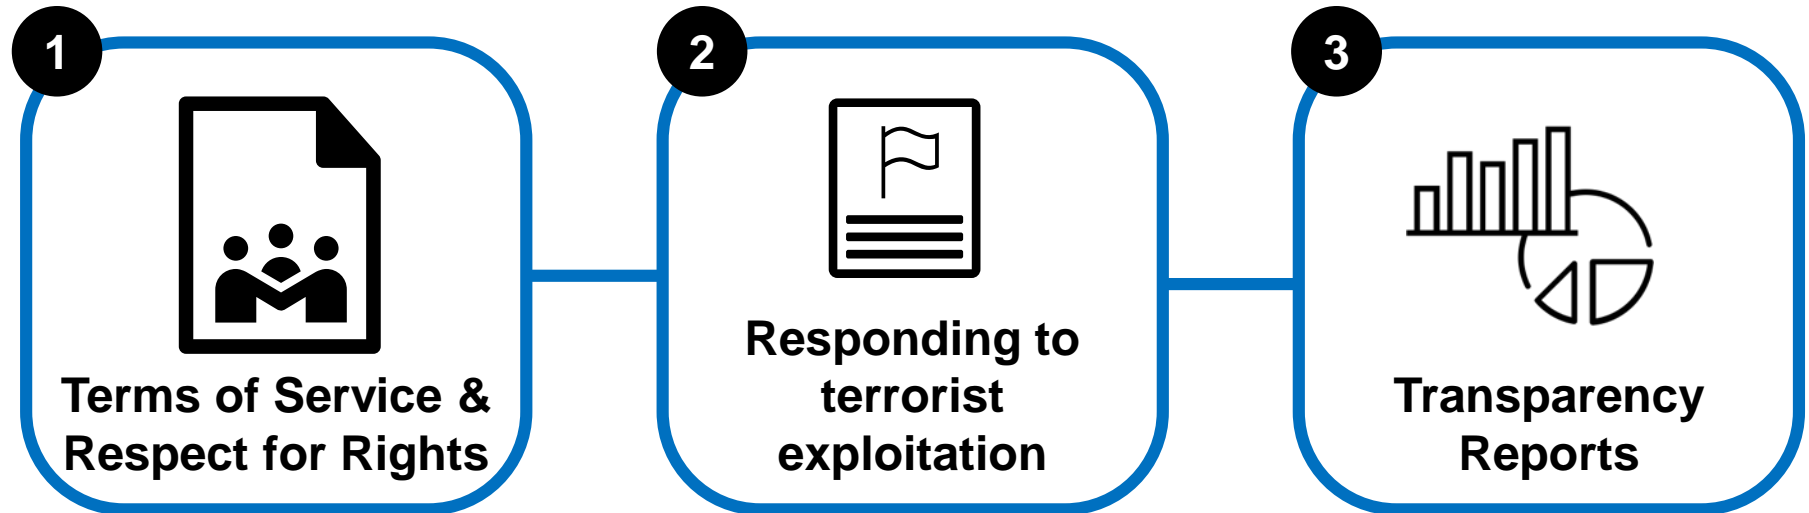 1
Terms of Service &
Respect for Rights
2
Responding to
terrorist
exploitation
3
Transparency
Reports